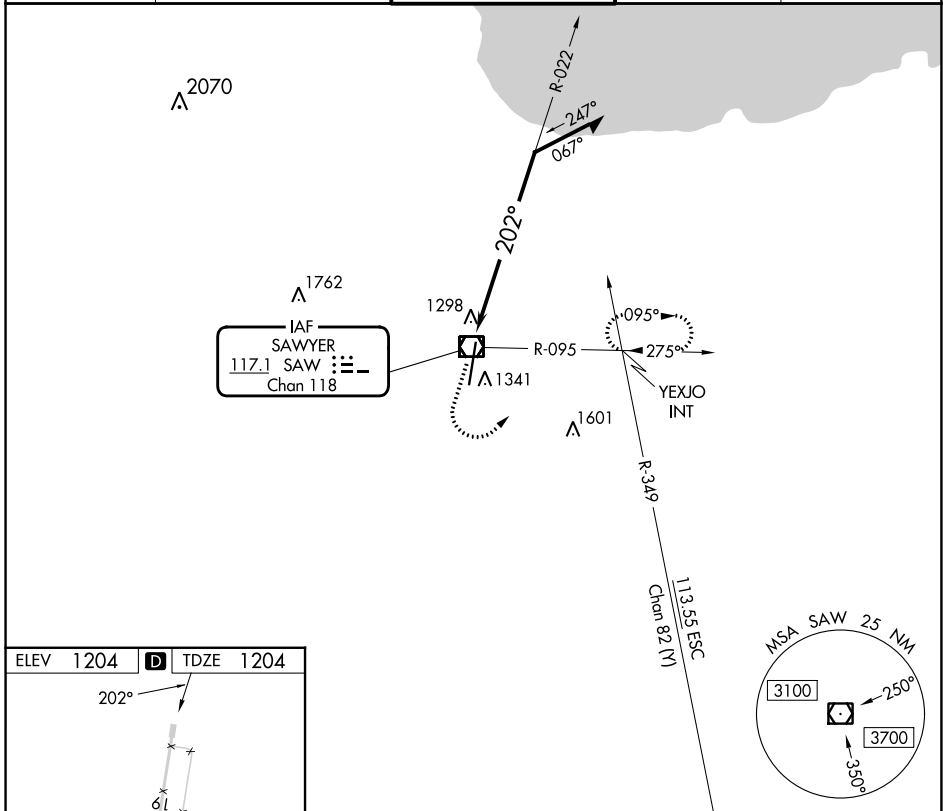 2070
R-022
247°
067°
202°
1762
1298
IAF
SAWYER
117.1 SAW
Chan 118
R-095
095°
275°
1341
YEXJO
INT
1601
R-349
113.55 ESC
Chan 82 (Y)
MSA SAW 25 NM
3100
250°
3700
350°
ELEV 1204 D TDZE 1204
202°